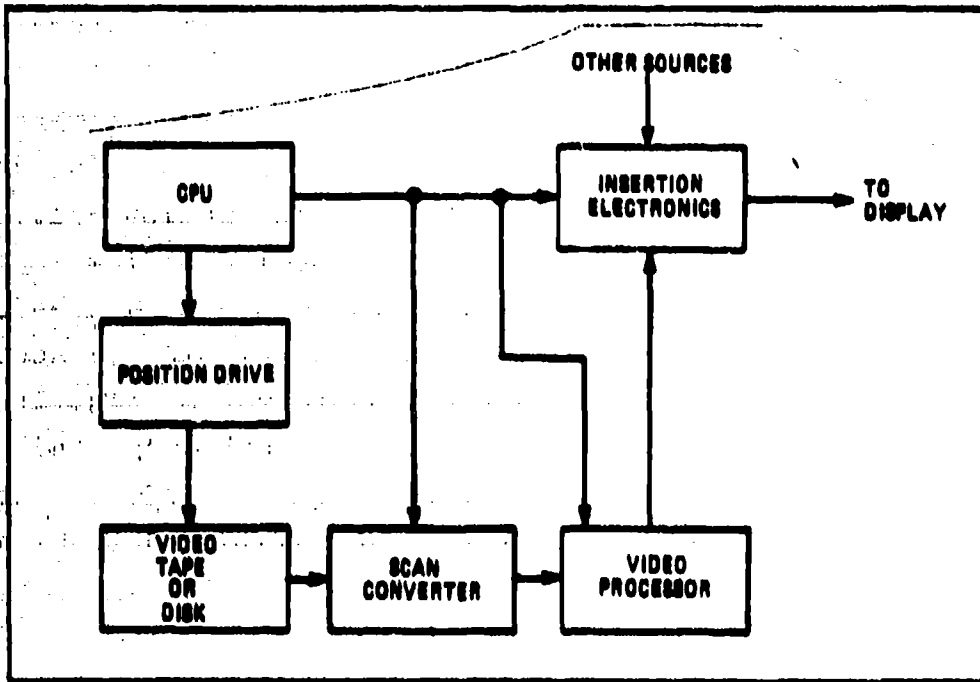 OTHER SOURCES
CPU
INSERTION
ELECTRONICS
TO
DISPLAY
POSITION DRIVE
VIDEO
TAPE
OR
DISK
SCAN
CONVERTER
VIDEO
PROCESSOR